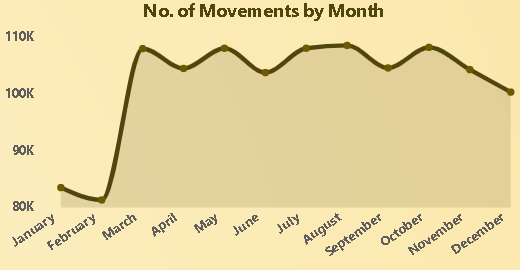 No. of Movements by Month
110K
100K
90K
80K
January
February
March
April
May
June
July
August
September
October
November
December